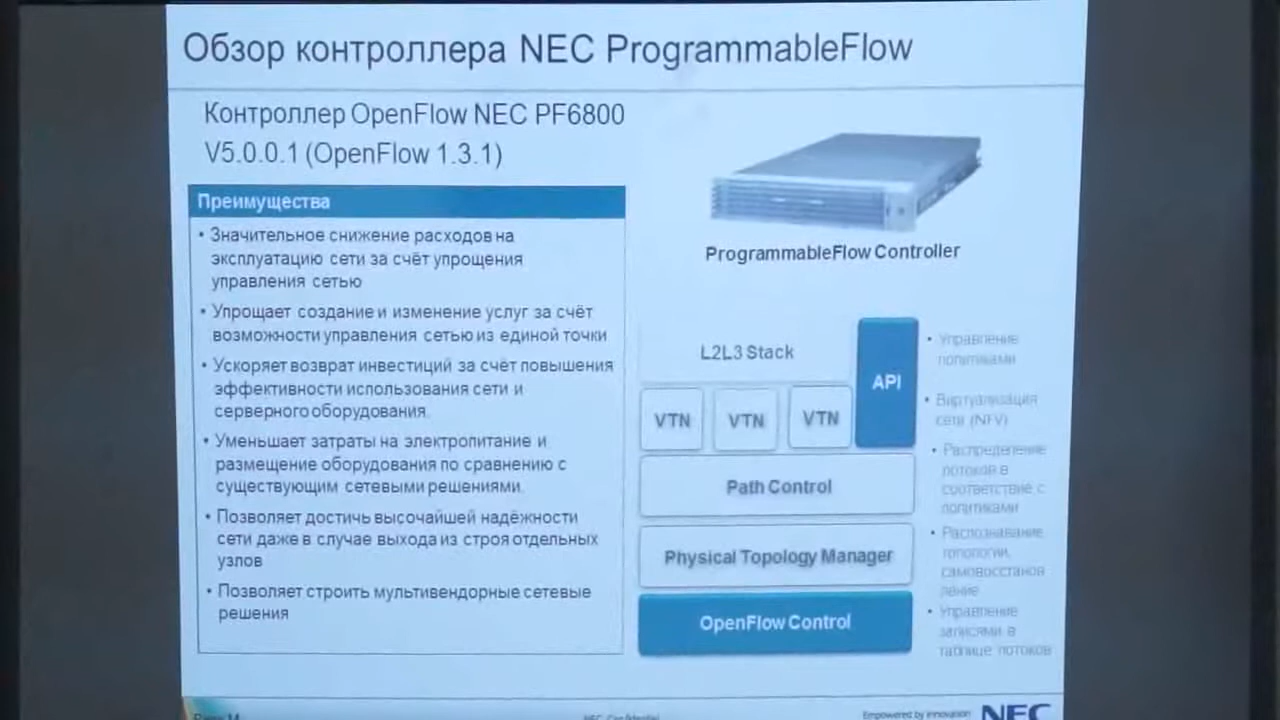 Обзор контроллера NEC ProgrammableFlow
Контроллер OpenFlow NEC PF6800
V5.0.0.1 (OpenFlow 1.3.1)
Преимущества
• Значительное снижение расходов на
эксплуатацию сети за счёт упрощения
управления сетью
• Упрощает создание и изменение услуг за счёт
возможности управления сетью из единой точки
• Ускоряет возврат инвестиций за счёт повышения
эффективности использования сети и
серверного оборудования.
• Уменьшает затраты на электропитание и
размещение оборудования по сравнению с
существующим сетевыми решениями.
• Позволяет достичь высочайшей надёжности
сети даже в случае выхода из строя отдельных
узлов
• Позволяет строить мультивендорные сетевые
решения
ProgrammableFlow Controller
L2L3 Stack
API
VTN
VTN
VTN
Path Control
Physical Topology Manager
OpenFlow Control
• Управление
политиками
• Виртуализация
сети (NFV)
• Распределение
потоков в
соответствие с
политиками
• Распознавание
топологии,
самовосстанов
ление
• Управление
записями в
таблице потоков
NEC Confidential
Empowered by Innovation
NEC